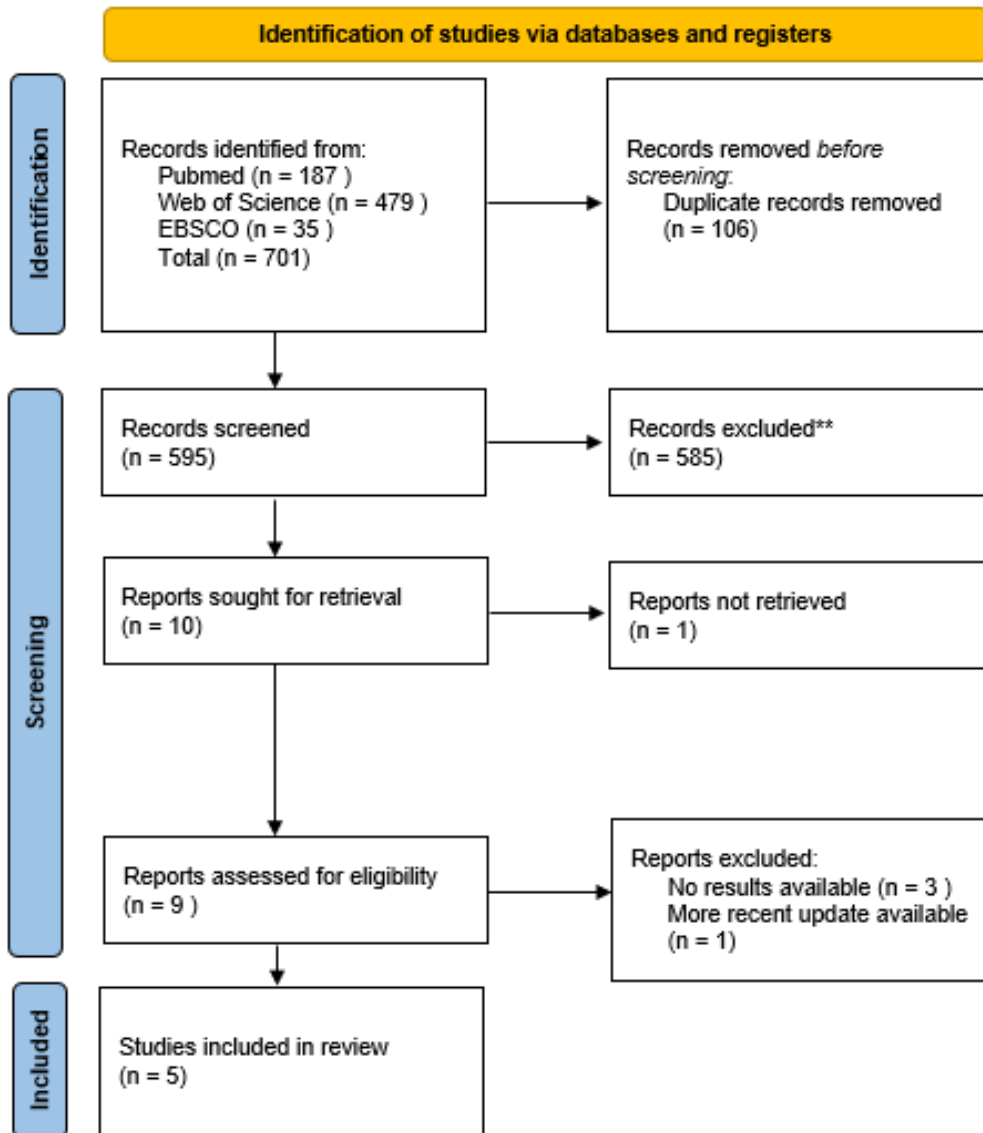 Identification of studies via databases and registers
Identification
Records identified from:
Pubmed (n = 187 )
Web of Science (n = 479 )
EBSCO (n = 35 )
Total (n = 701)
Records removed before
screening:
Duplicate records removed
(n = 106)
Screening
Records screened
(n = 595)
Records excluded**
(n = 585)
Reports sought for retrieval
(n = 10)
Reports not retrieved
(n = 1)
Reports assessed for eligibility
(n = 9 )
Reports excluded:
No results available (n = 3 )
More recent update available
(n = 1)
Included
Studies included in review
(n = 5)